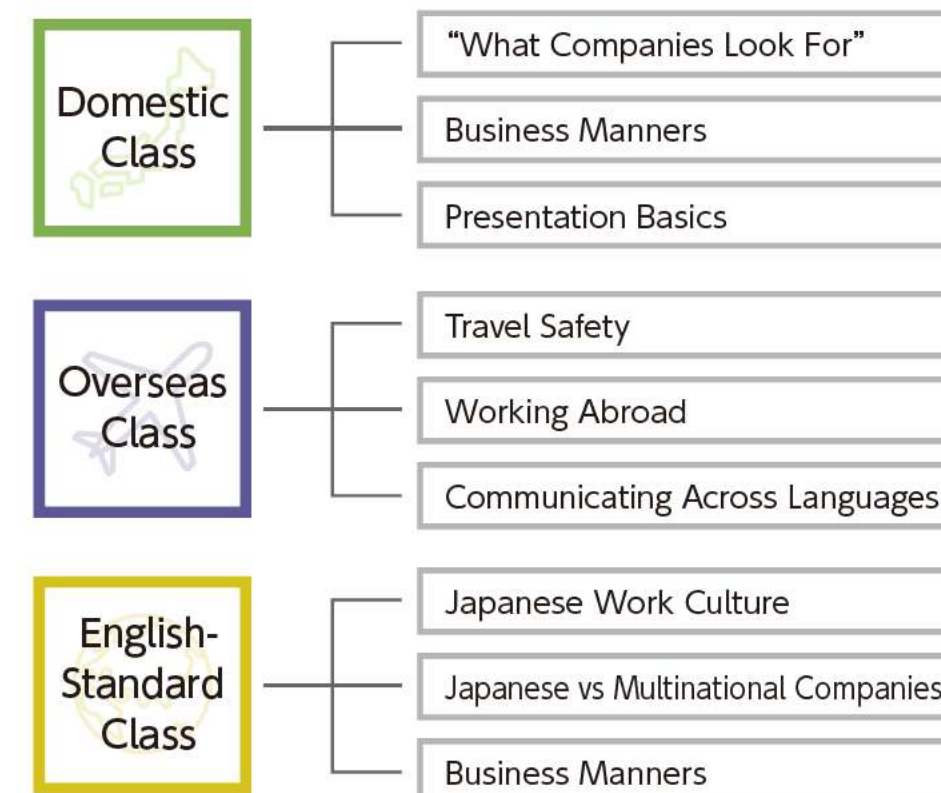 Domestic
Class
“What Companies Look For”
Business Manners
Presentation Basics
Overseas
Class
Travel Safety
Working Abroad
Communicating Across Languages
English-
Standard
Class
Japanese Work Culture
Japanese vs Multinational Companies
Business Manners